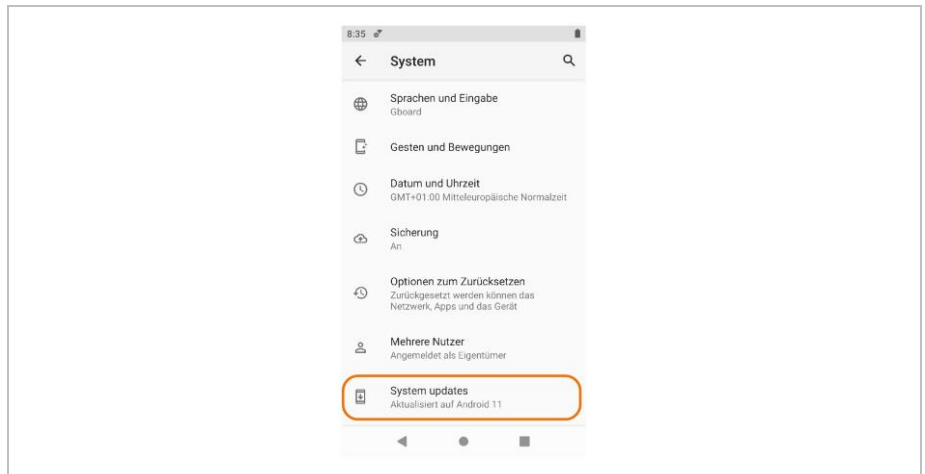 8:35
System
Sprachen und Eingabe
Gboard
Gesten und Bewegungen
Datum und Uhrzeit
GMT+01:00 Mitteleuropäische Normalzeit
Sicherung
An
Optionen zum Zurücksetzen
Zurückgesetzt werden können das
Netzwerk, Apps und das Gerät
Mehrere Nutzer
Angemeldet als Eigentümer
System updates
Aktualisiert auf Android 11